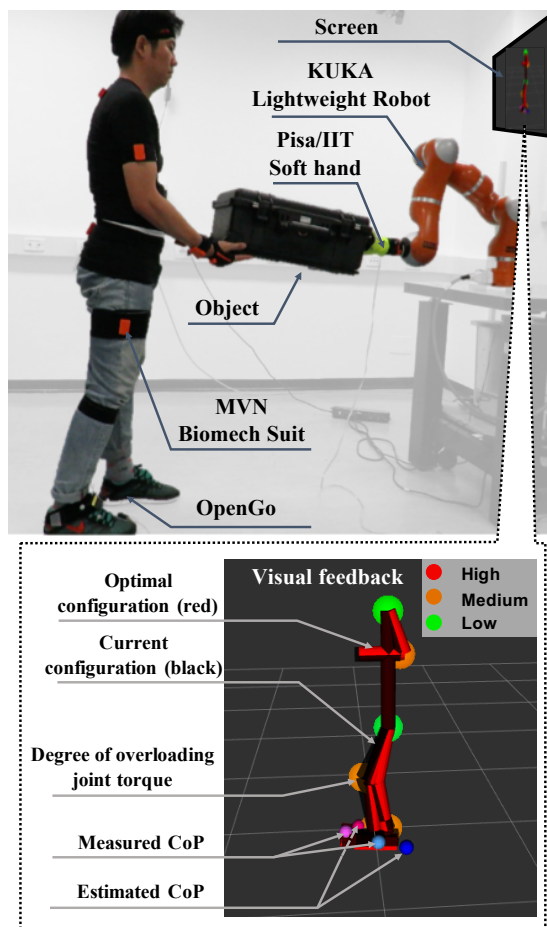 Screen
KUKA
Lightweight Robot
Pisa/IIT
Soft hand
Object
MVN
Biomech Suit
OpenGo
Optimal
configuration (red)
Visual feedback
High
Medium
Low
Current
configuration (black)
Degree of overloading
joint torque
Measured CoP
Estimated CoP